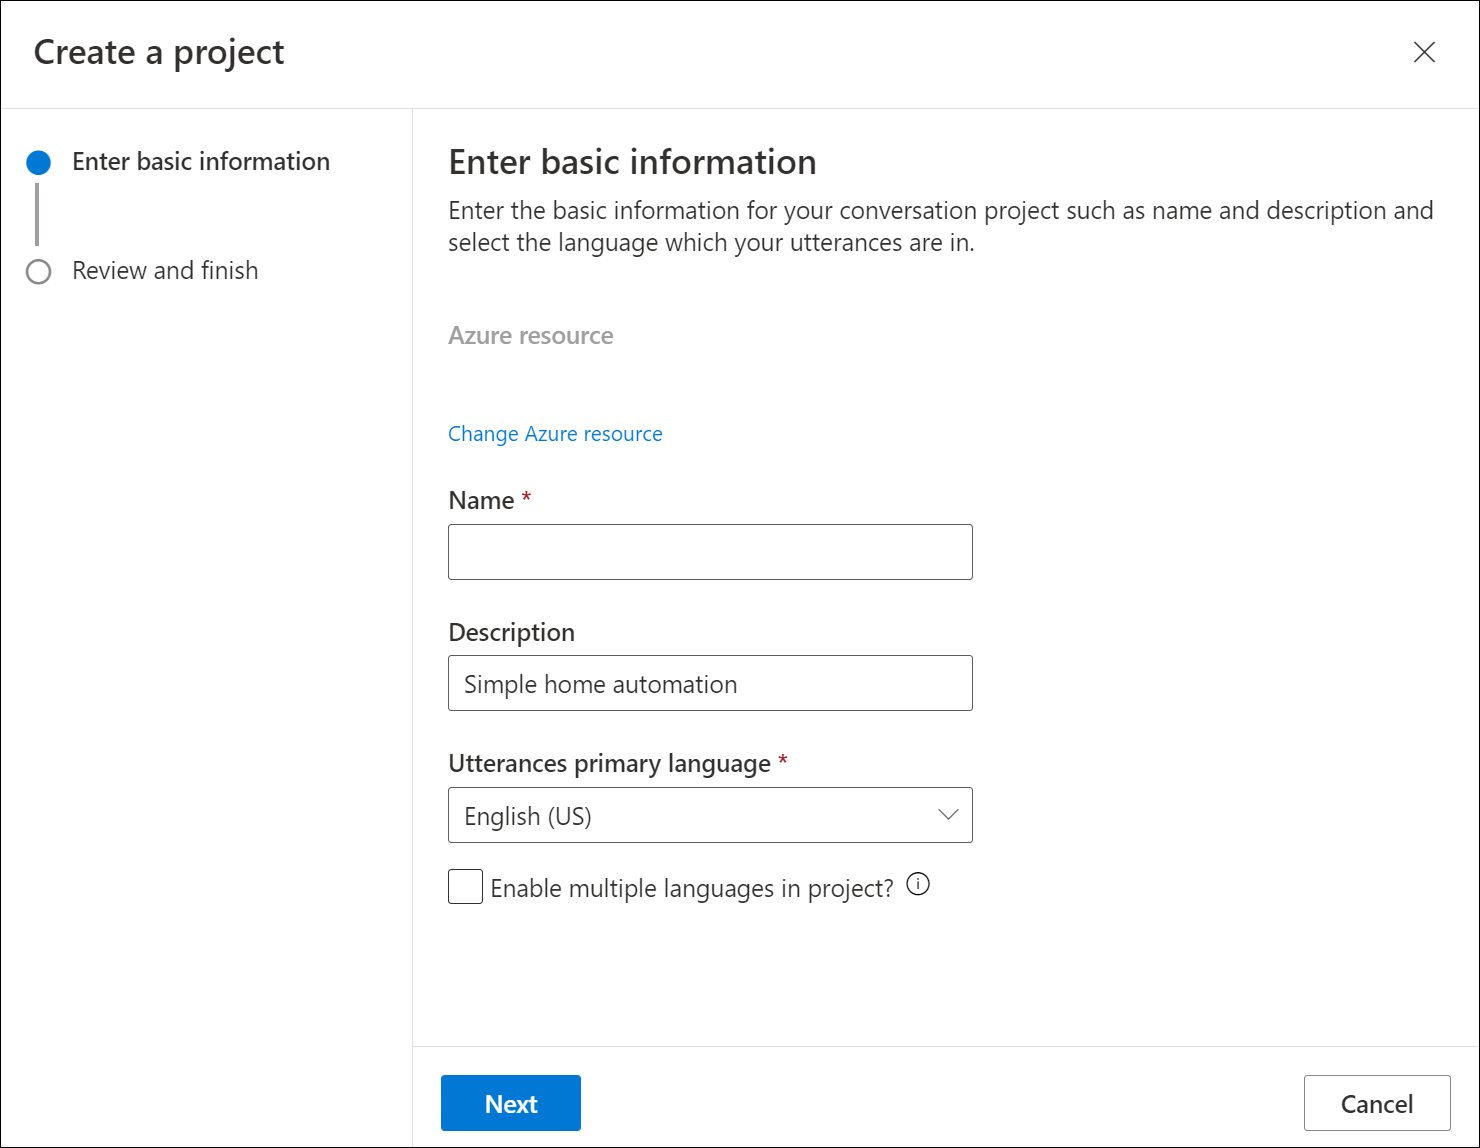 Create a project
Enter basic information
Review and finish
Enter basic information
Enter the basic information for your conversation project such as name and description and
select the language which your utterances are in.
Azure resource
Change Azure resource
Name *
Description
Simple home automation
Utterances primary language *
English (US)
Enable multiple languages in project?
Next
Cancel